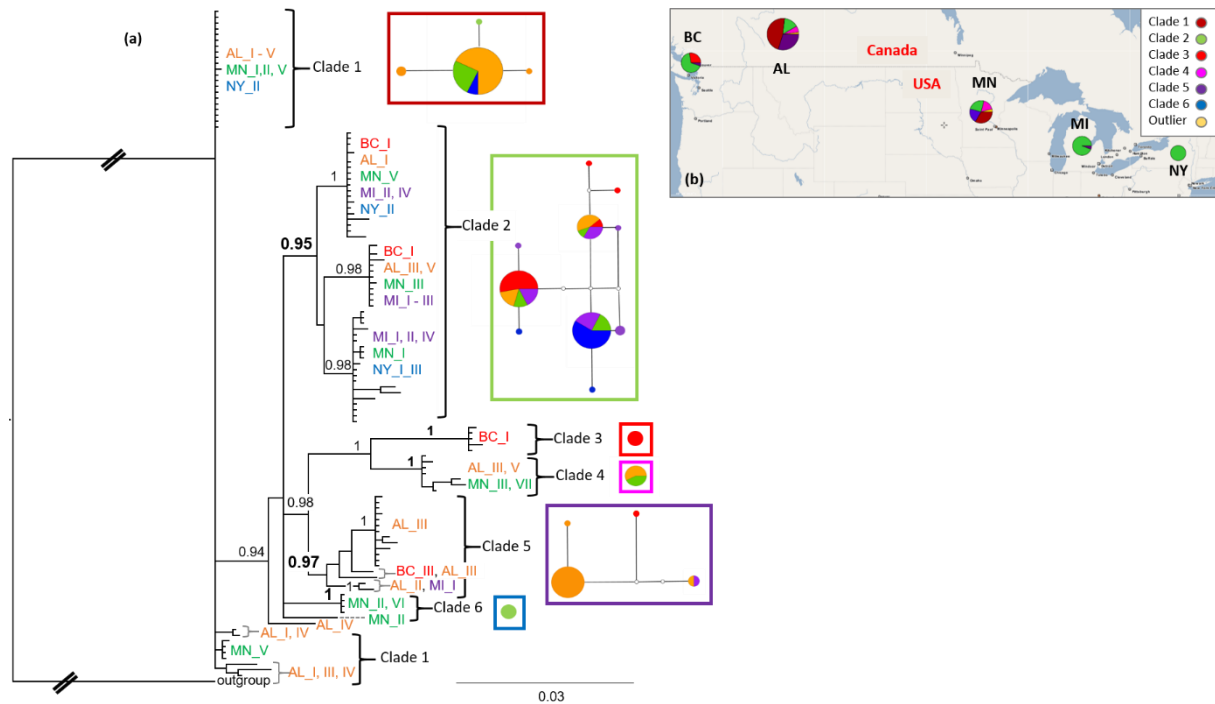 (a)
AL_I - V
MN_I,II, V
NY_II
Clade 1
BC_I
AL_I
MN_V
MI_II, IV
NY_II
1
0.95
Clade 2
BC_I
AL_III, V
MN_III
MI_I - III
0.98
MI_I, II, IV
MN_I
NY_I_III
0.98
1
BC_I
Clade 3
1
1
AL_III, V
MN_III, VII
Clade 4
0.98
1
AL_III
Clade 5
0.94
0.97
BC_III, AL_III
1
AL_II, MI_I
1
MN_II, VI
Clade 6
MN_II
AL_IV
AL_I, IV
MN_V
Clade 1
AL_I, III, IV
outgroup
0.03
BC
AL
Canada
USA
MN
MI
NY
(b)
Clade 1
Clade 2
Clade 3
Clade 4
Clade 5
Clade 6
Outlier